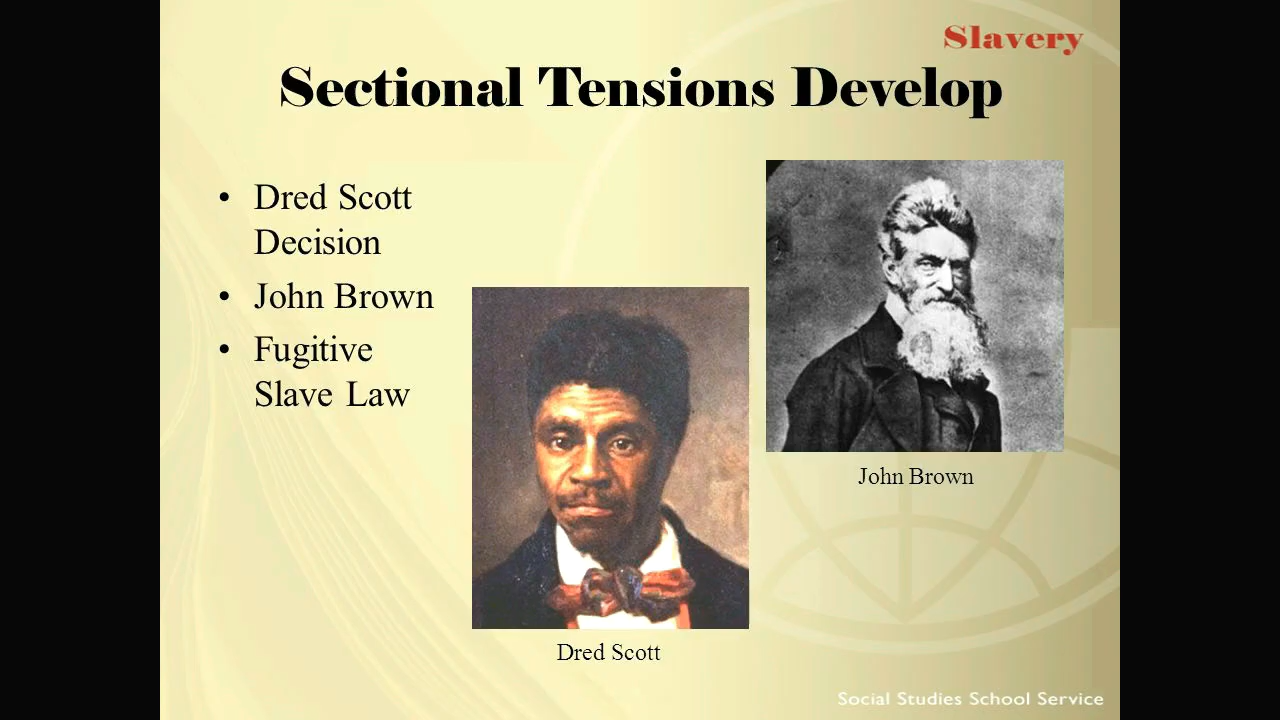 Slavery
Sectional Tensions Develop
• Dred Scott
Decision
• John Brown
• Fugitive
Slave Law
John Brown
Dred Scott
Social Studies School Service